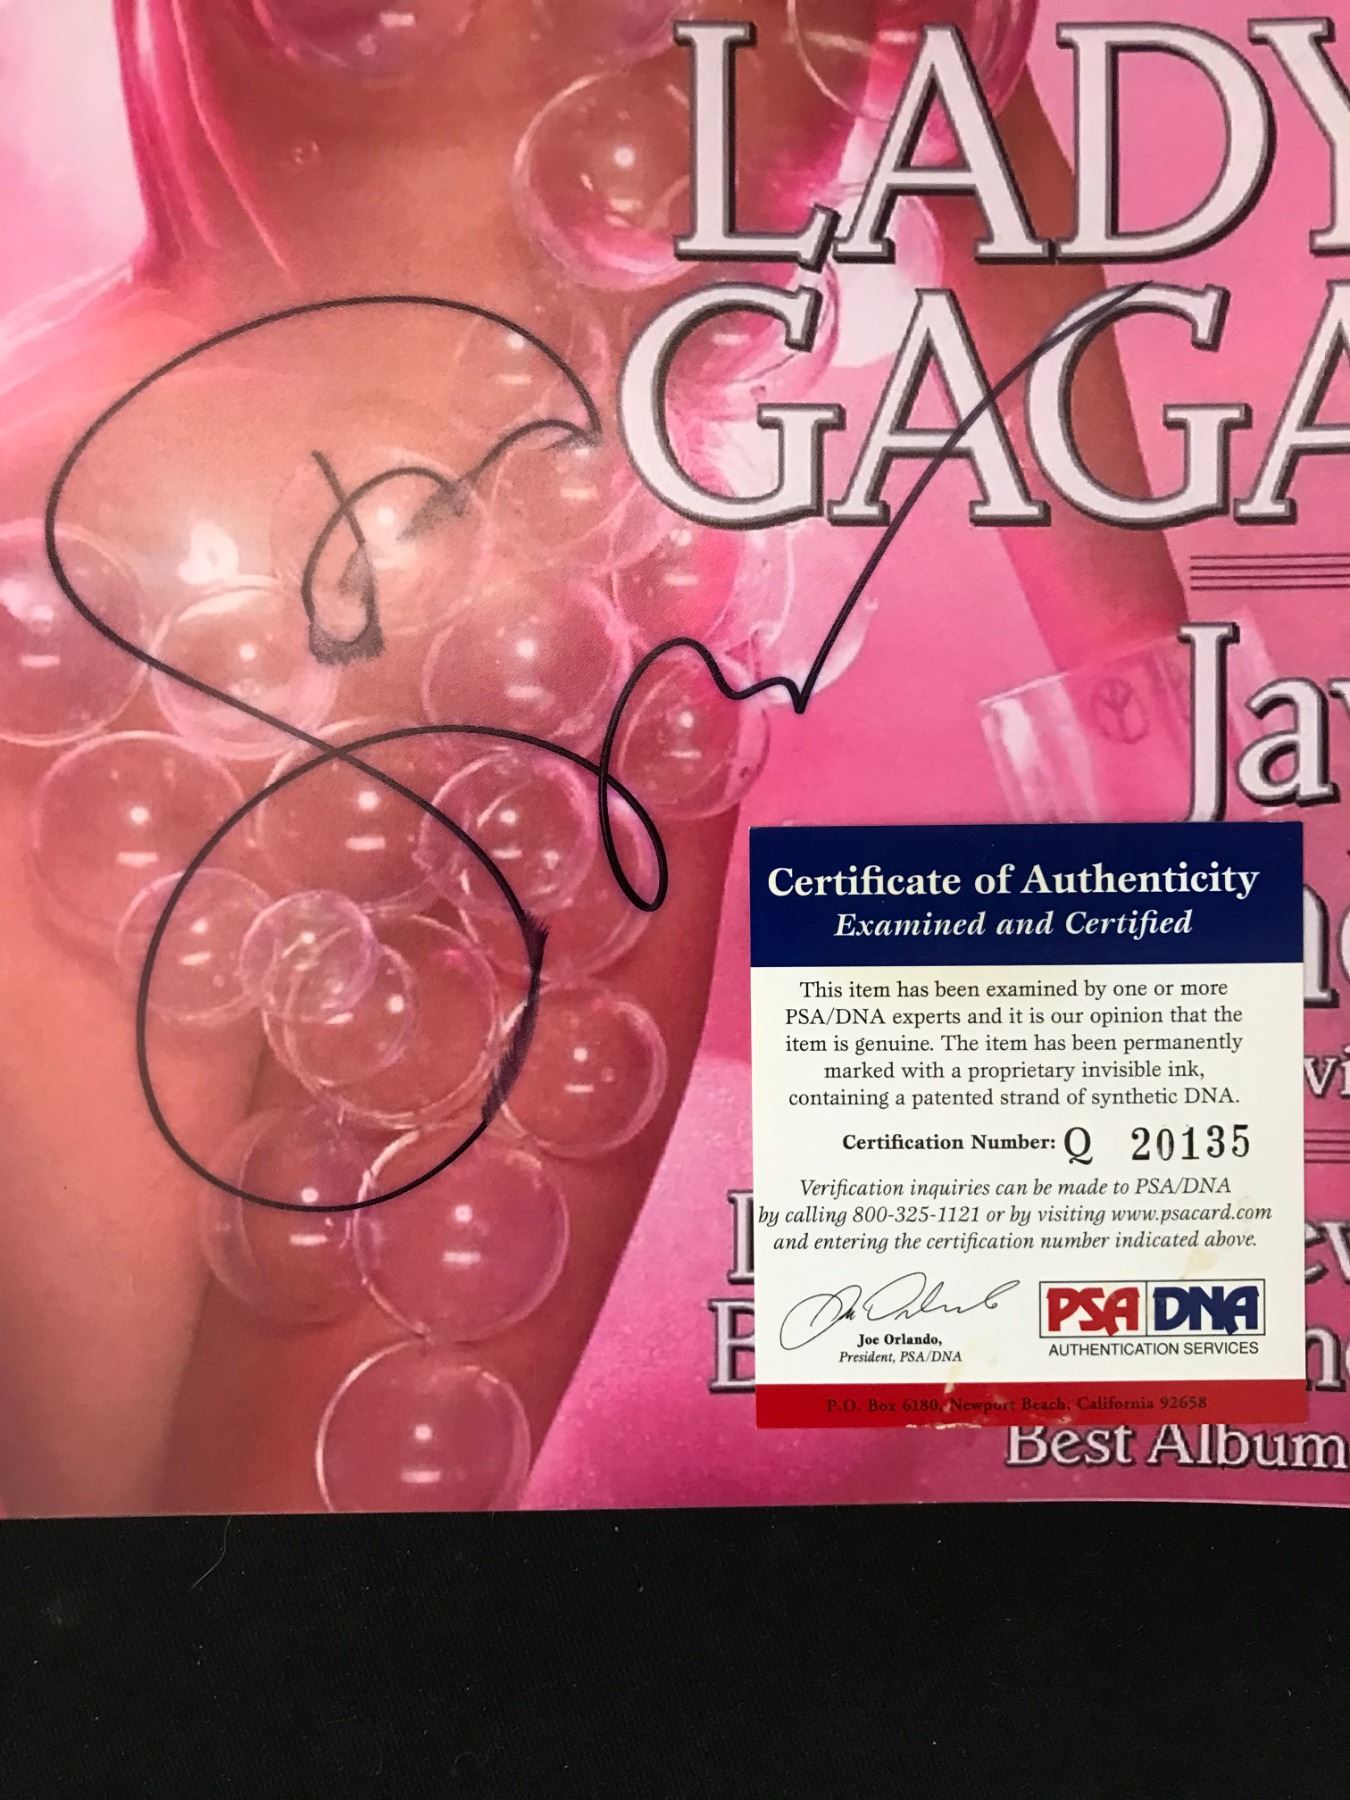 LADY
GAGA
Ja
Certificate of Authenticity
Examined and Certified
This item has been examined by one or more
PSA/DNA experts and it is our opinion that the
item is genuine. The item has been permanently
marked with a proprietary invisible ink,
containing a patented strand of synthetic DNA.
Certification Number: Q 20135
Verification inquiries can be made to PSA/DNA
by calling 800-325-1121 or by visiting www.psacard.com
and entering the certification number indicated above.
Joe Orlando,
President, PSA/DNA
PSA DNA
AUTHENTICATION SERVICES
P.O. Box 6180, Newport Beach, California 92658
Best Album